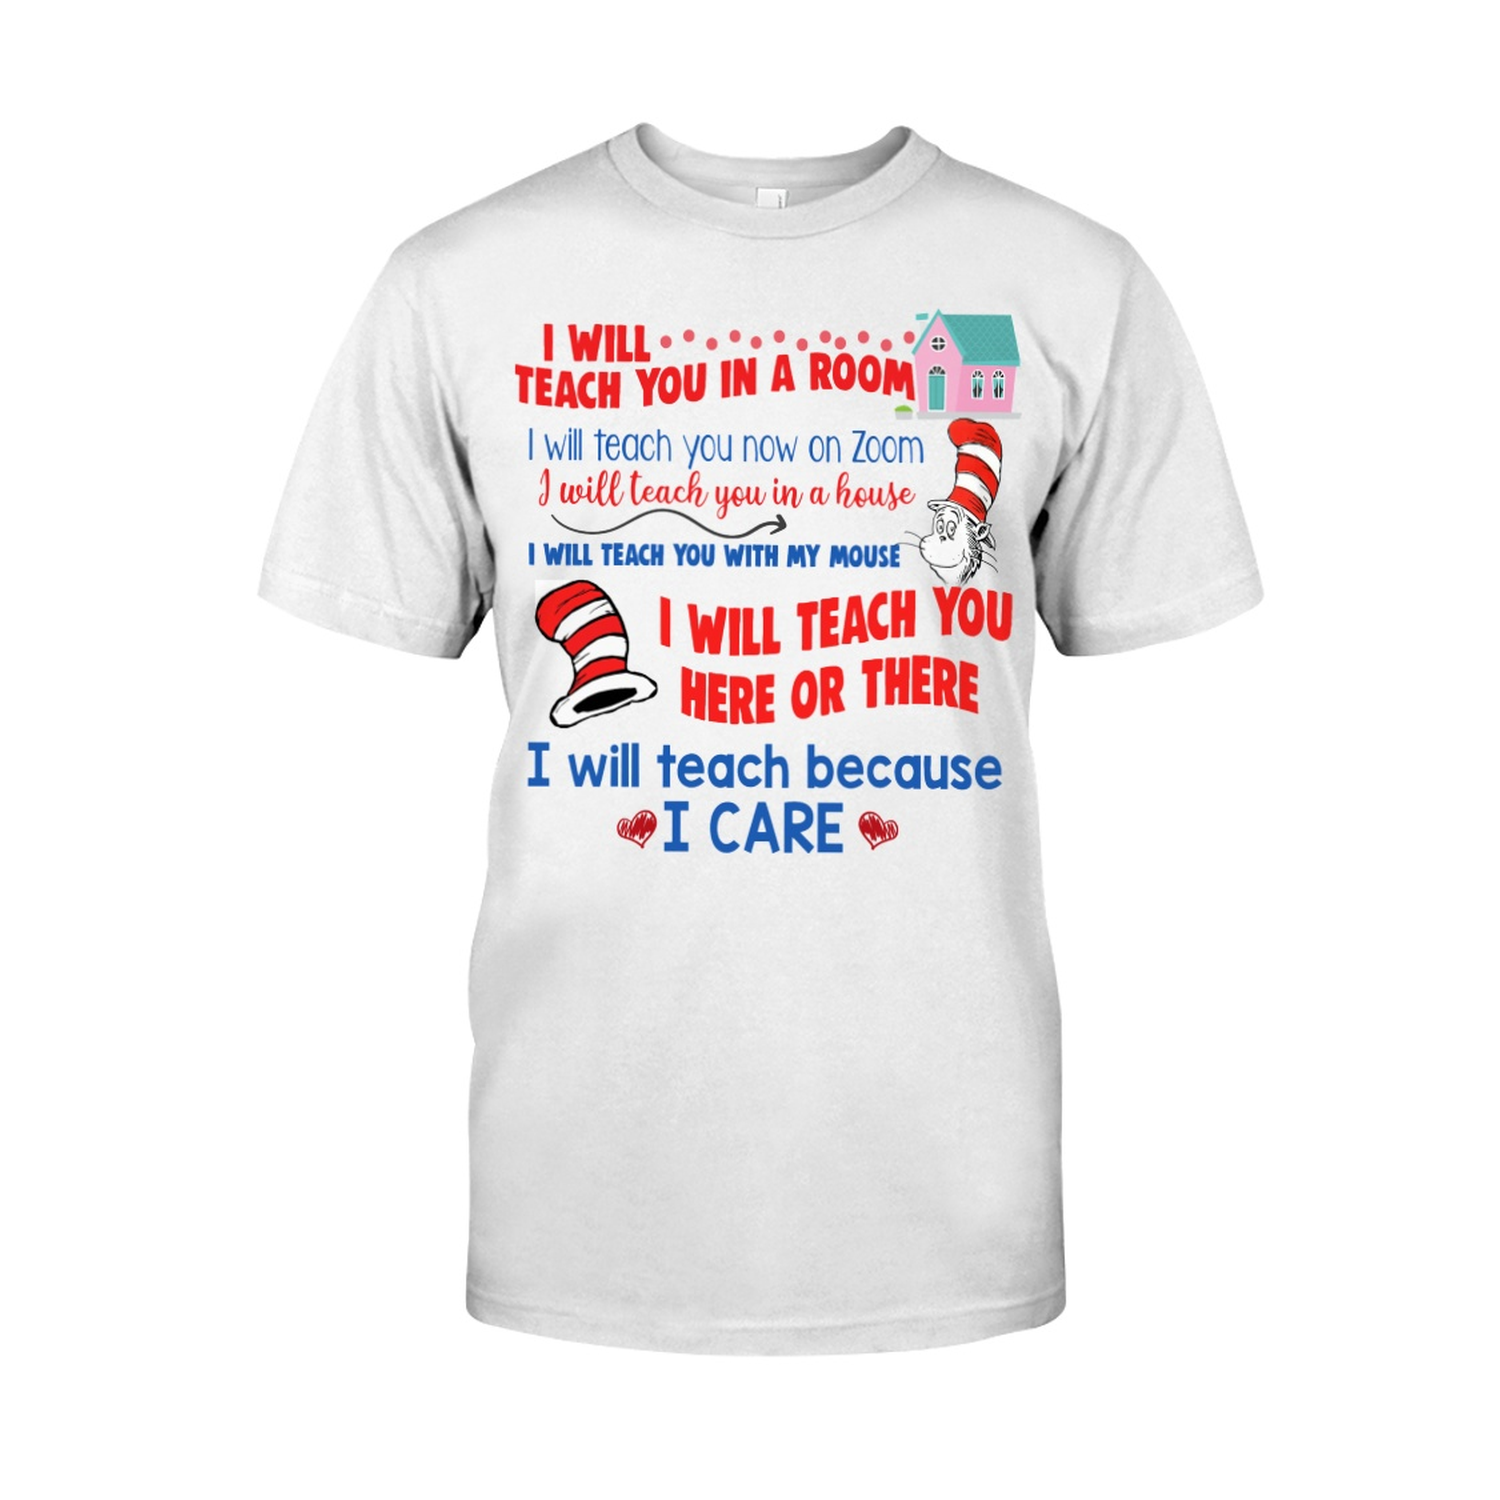 I WILL
TEACH YOU IN A ROOM
I will teach you now on Zoom
I will teach you in a house
I WILL TEACH YOU WITH MY MOUSE
I WILL TEACH YOU
HERE OR THERE
I will teach because
I CARE